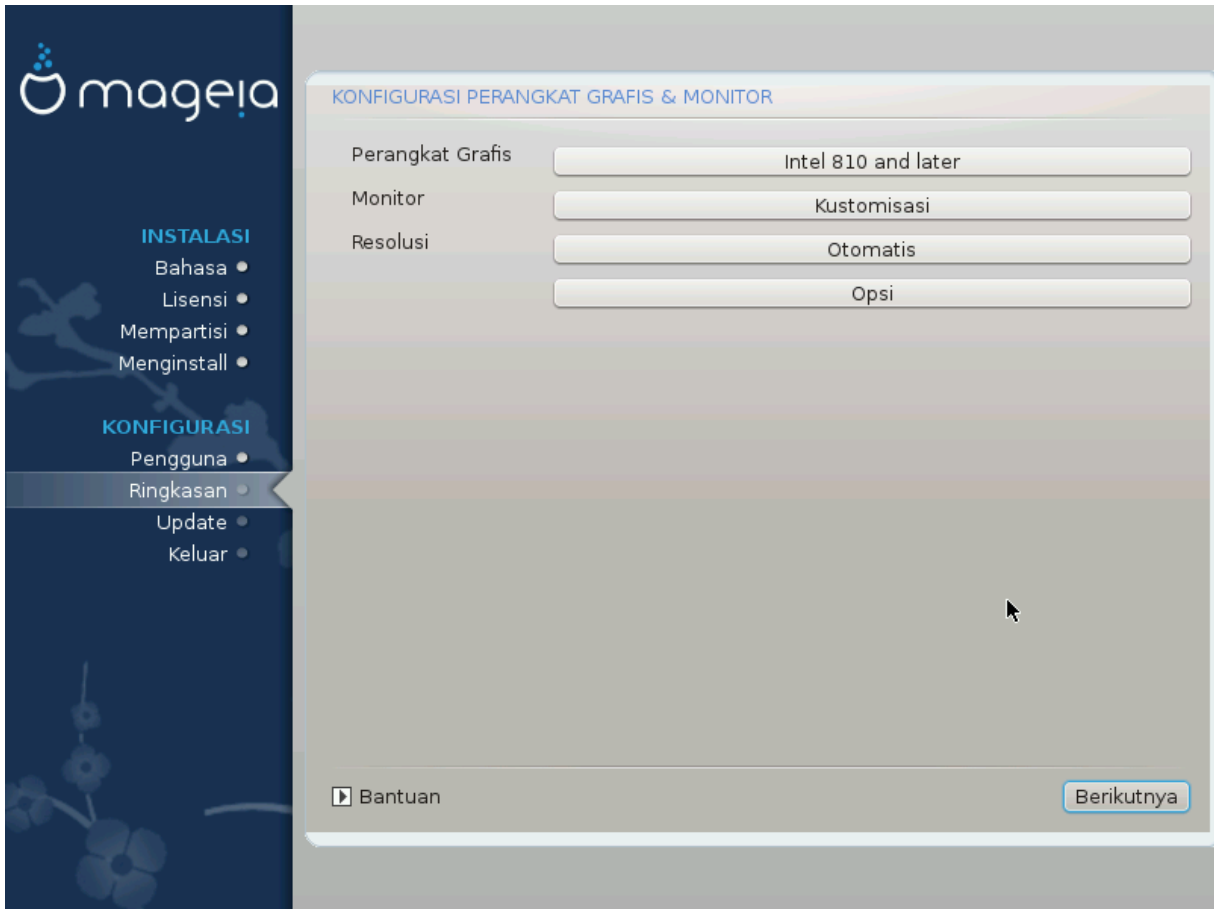 mageia
INSTALASI
Bahasa
Lisensi
Mempartisi
Menginstall
KONFIGURASI
Pengguna
Ringkasan
Update
Keluar
KONFIGURASI PERANGKAT GRAFIS & MONITOR
Perangkat Grafis Intel 810 and later
Monitor Kustomisasi
Resolusi Otomatis
Opsi
Bantuan Berikutnya